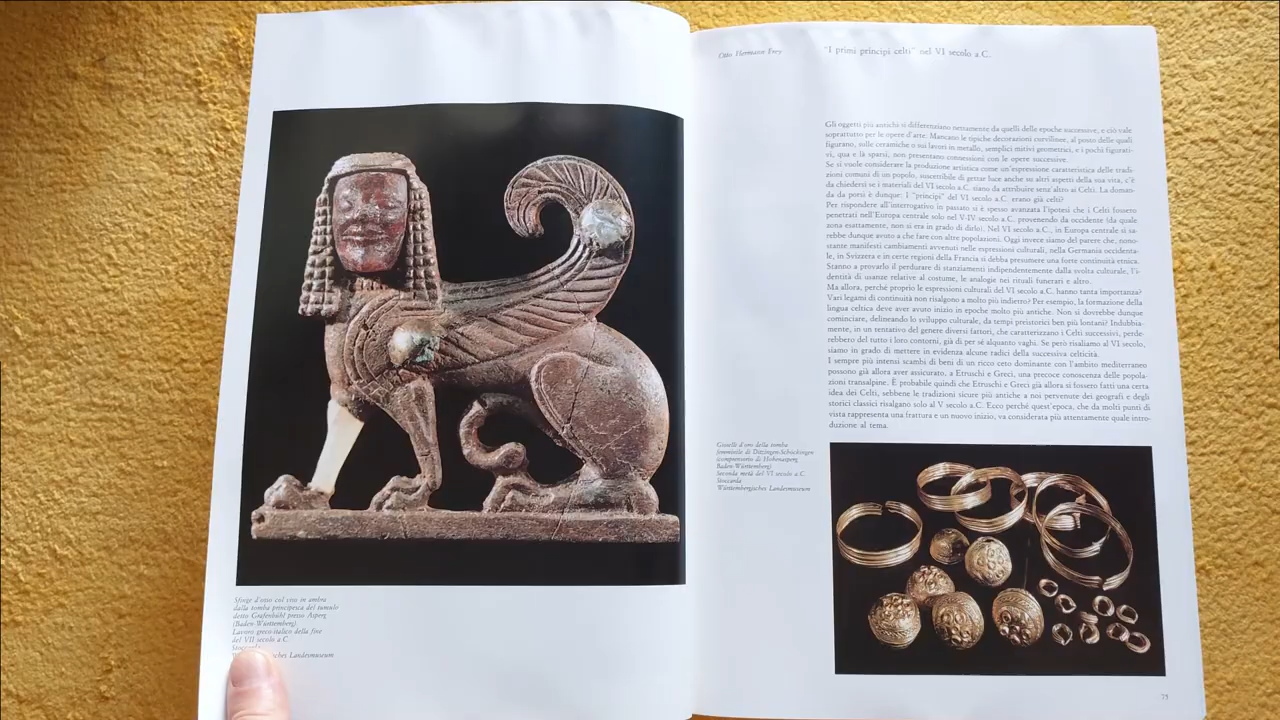 Sfinge d'osso col viso in ambra
dalla tomba principesca del tumulo
detto Grafenbühl presso Asperg
(Baden-Württemberg)
Lavoro greco-italico della fine
del VII secolo a.C.
Stoccarda
Landesmuseum
Otto Hermann Frey
"I primi principi celti" nel VI secolo a.C.
Gli oggetti più antichi si differenziano nettamente da quelli delle epoche successive, e ciò vale
soprattutto per le opere d'arte. Mancano le tipiche decorazioni curvilinee, al posto delle quali
figurano, sulle ceramiche o sui lavori in metallo, semplici motivi geometrici, e i pochi figurati-
vi, qua e là sparsi, non presentano connessioni con le opere successive.
Se si vuole considerare la produzione artistica come un'espressione caratteristica delle tradi-
zioni comuni di un popolo, suscettibile di gettar luce anche su altri aspetti della sua vita, c'è
da chiedersi se i materiali del VI secolo a.C. siano da attribuire senz'altro ai Celti. La doman-
da da porsi è dunque: I "principi" del VI secolo a.C. erano già celti?
Per rispondere all'interrogativo in passato si è spesso avanzata l'ipotesi che i Celti fossero
penetrati nell'Europa centrale solo nel V-IV secolo a.C. provenendo da occidente (da quale
zona esattamente, non si era in grado di dirlo). Nel VI secolo a.C., in Europa centrale si sa-
rebbe dunque avuto a che fare con altre popolazioni. Oggi invece siamo del parere che, nono-
stante manifesti cambiamenti avvenuti nelle espressioni culturali, nella Germania occidenta-
le, in Svizzera e in certe regioni della Francia si debba presumere una forte continuità etnica.
Stanno a provarlo il perdurare di stanziamenti indipendentemente dalla svolta culturale, l'i-
dentità di usanze relative al costume, le analogie nei rituali funerari e altro.
Ma allora, perché proprio le espressioni culturali del VI secolo a.C. hanno tanta importanza?
Vari legami di continuità non risalgono a molto più indietro? Per esempio, la formazione della
lingua celtica deve aver avuto inizio in epoche molto più antiche. Non si dovrebbe dunque
cominciare, delineando lo sviluppo culturale, da tempi preistorici ben più lontani? Indubbia-
mente, in un tentativo del genere diversi fattori, che caratterizzano i Celti successivi, perde-
rebbero del tutto i loro contorni, già di per sé alquanto vaghi. Se però risaliamo al VI secolo,
siamo in grado di mettere in evidenza alcune radici della successiva celticità.
I sempre più intensi scambi di beni di un ricco ceto dominante con l'ambito mediterraneo
possono già allora aver assicurato, a Etruschi e Greci, una precoce conoscenza delle popola-
zioni transalpine. È probabile quindi che Etruschi e Greci già allora si fossero fatti una certa
idea dei Celti, sebbene le tradizioni sicure più antiche a noi pervenute dei geografi e degli
storici classici risalgano solo al V secolo a.C. Ecco perché quest'epoca, che da molti punti di
vista rappresenta una frattura e un nuovo inizio, va considerata più attentamente quale intro-
duzione al tema.
Gioielli d'oro della tomba
femminile di Ditzingen-Schöckingen
(comprensorio di Hohenasperg
Baden-Württemberg)
Seconda metà del VI secolo a.C.
Stoccarda
Württembergisches Landesmuseum
75